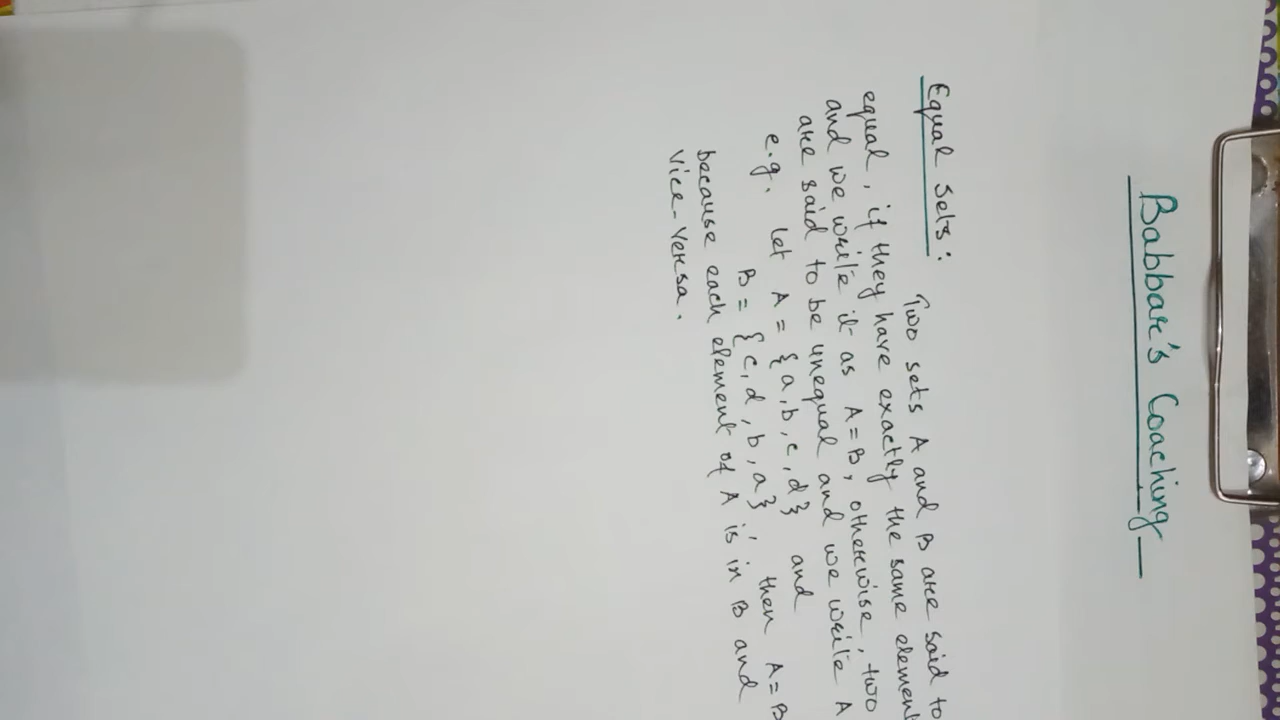 Babbar's Coaching
Equal Sets:
Two sets A and B are said to
equal, if they have exactly the same element
and we write it as A=B, otherwise, two
are said to be unequal and we write A
e.g. let A = {a,b,c,d} and
B = {c,d,b,a}, then A=B
because each element of A is in B and
Vice-Versa.